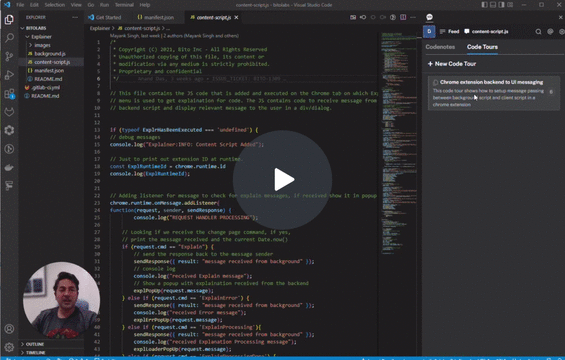 File Edit Selection View Go Run Terminal Help
content-script.js - bitolabs - Visual Studio Code
EXPLORER
BITOLABS
Explainer
images
background.js
content-script.js
manifest.json
README.md
.gitlab-ci.yml
README.md
OUTLINE
TIMELINE
Get Started
manifest.json
content-script.js
Mayank Singh, last week | 2 authors (Mayank Singh and others)
/*
* Copyright (C) 2021, Bito Inc - All Rights Reserved
* Unauthorized copying of this file, its content or
* modification via any medium is strictly prohibited.
* Proprietary and confidential
*/
// This file contains the JS code that is added and executed on the Chrome tab on which Ex
// menu is used to get explanation for code. The JS contains code to receive message from
// background script and display relevant message to the user in a div/dialog.
if (typeof ExplrHasBeenExecuted === 'undefined') {
// debug messages
console.log("Explainer:INFO: Content Script Added");
// Just to print out extension ID at runtime.
const ExplRuntimeId = chrome.runtime.id
console.log(ExplRuntimeId);
// Adding listener for message to check for explain messages, if received show it in popup
chrome.runtime.onMessage.addListener(
function(request, sender, sendResponse) {
console.log("REQUEST HANDLER PROCESSING");
// Looking if we receive the change page command, if yes,
// print the message received and the current Date.now()
if (request.cmd == "Explain") {
// send the response back to the message sender
sendResponse({ result: "message received from background" });
// console log
console.log("received Explain message");
// Show a popup with explaination received from the backend
explPopUp(request.message);
} else if (request.cmd == "ExplainError") {
sendResponse({ result: "message received from background" });
console.log("received Error message");
explErrPopUp(request.message);
} else if (request.cmd == "ExplainProcessing"){
sendResponse({ result: "message received from background" });
console.log("received Explanation Processing message");
explLoaderPopUp(request.message);
Feed
content-script.js
Codenotes
Code Tours
+ New Code Tour
Chrome extension backend to UI messaging
This code tour shows how to setup message passing
between background script and client script in a
chrome extension